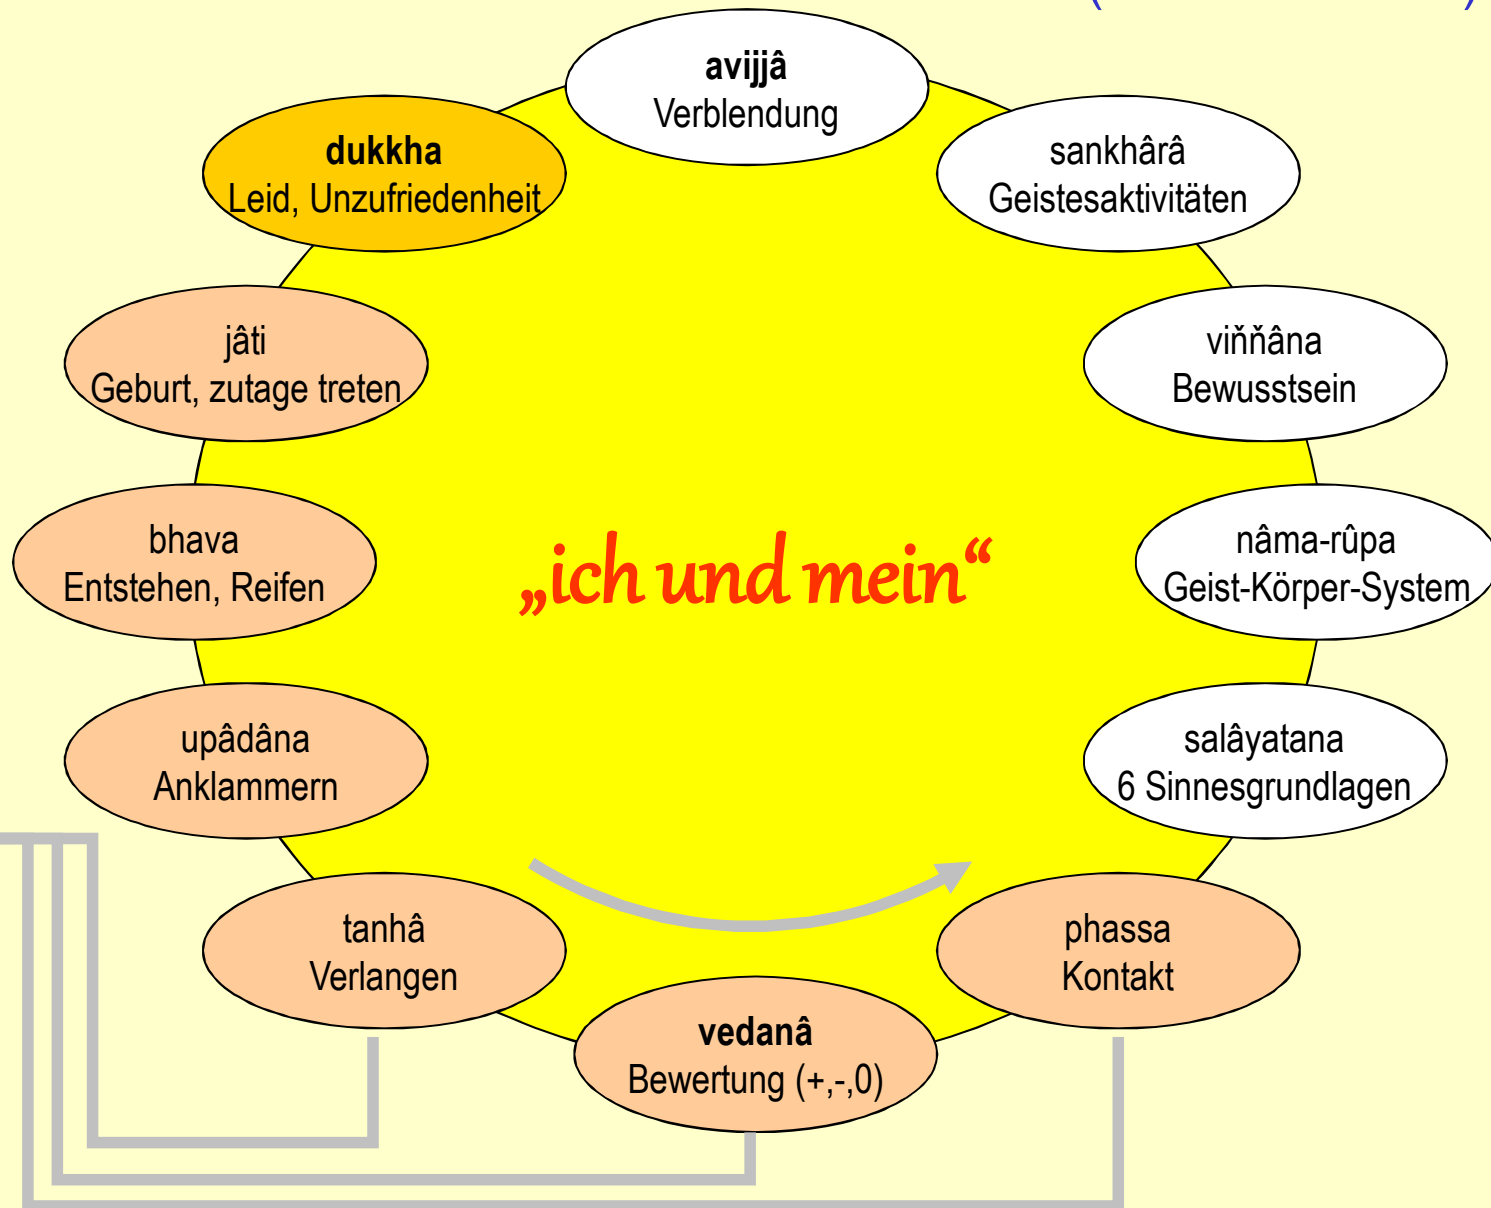 avijjâ
Verblendung
sankhârâ
Geistesaktivitäten
viňňâna
Bewusstsein
nâma-rûpa
Geist-Körper-System
salâyatana
6 Sinnesgrundlagen
phassa
Kontakt
vedanâ
Bewertung (+,-,0)
tanhâ
Verlangen
upâdâna
Anklammern
bhava
Entstehen, Reifen
jâti
Geburt, zutage treten
dukkha
Leid, Unzufriedenheit
„ich und mein“